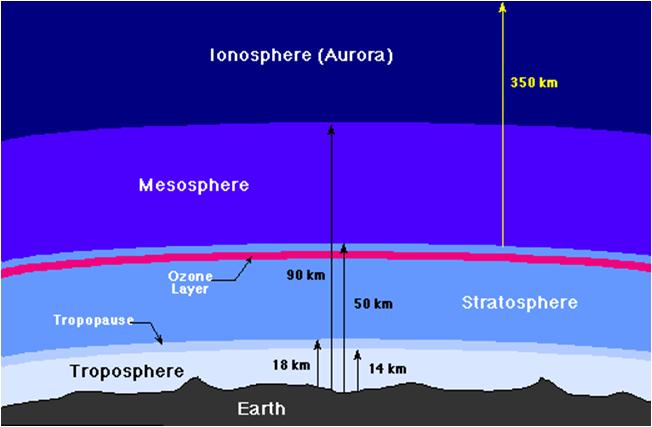 Ionosphere (Aurora)
350 km
Mesosphere
Ozone
Layer
90 km
50 km
Stratosphere
Tropopause
Troposphere
18 km
14 km
Earth